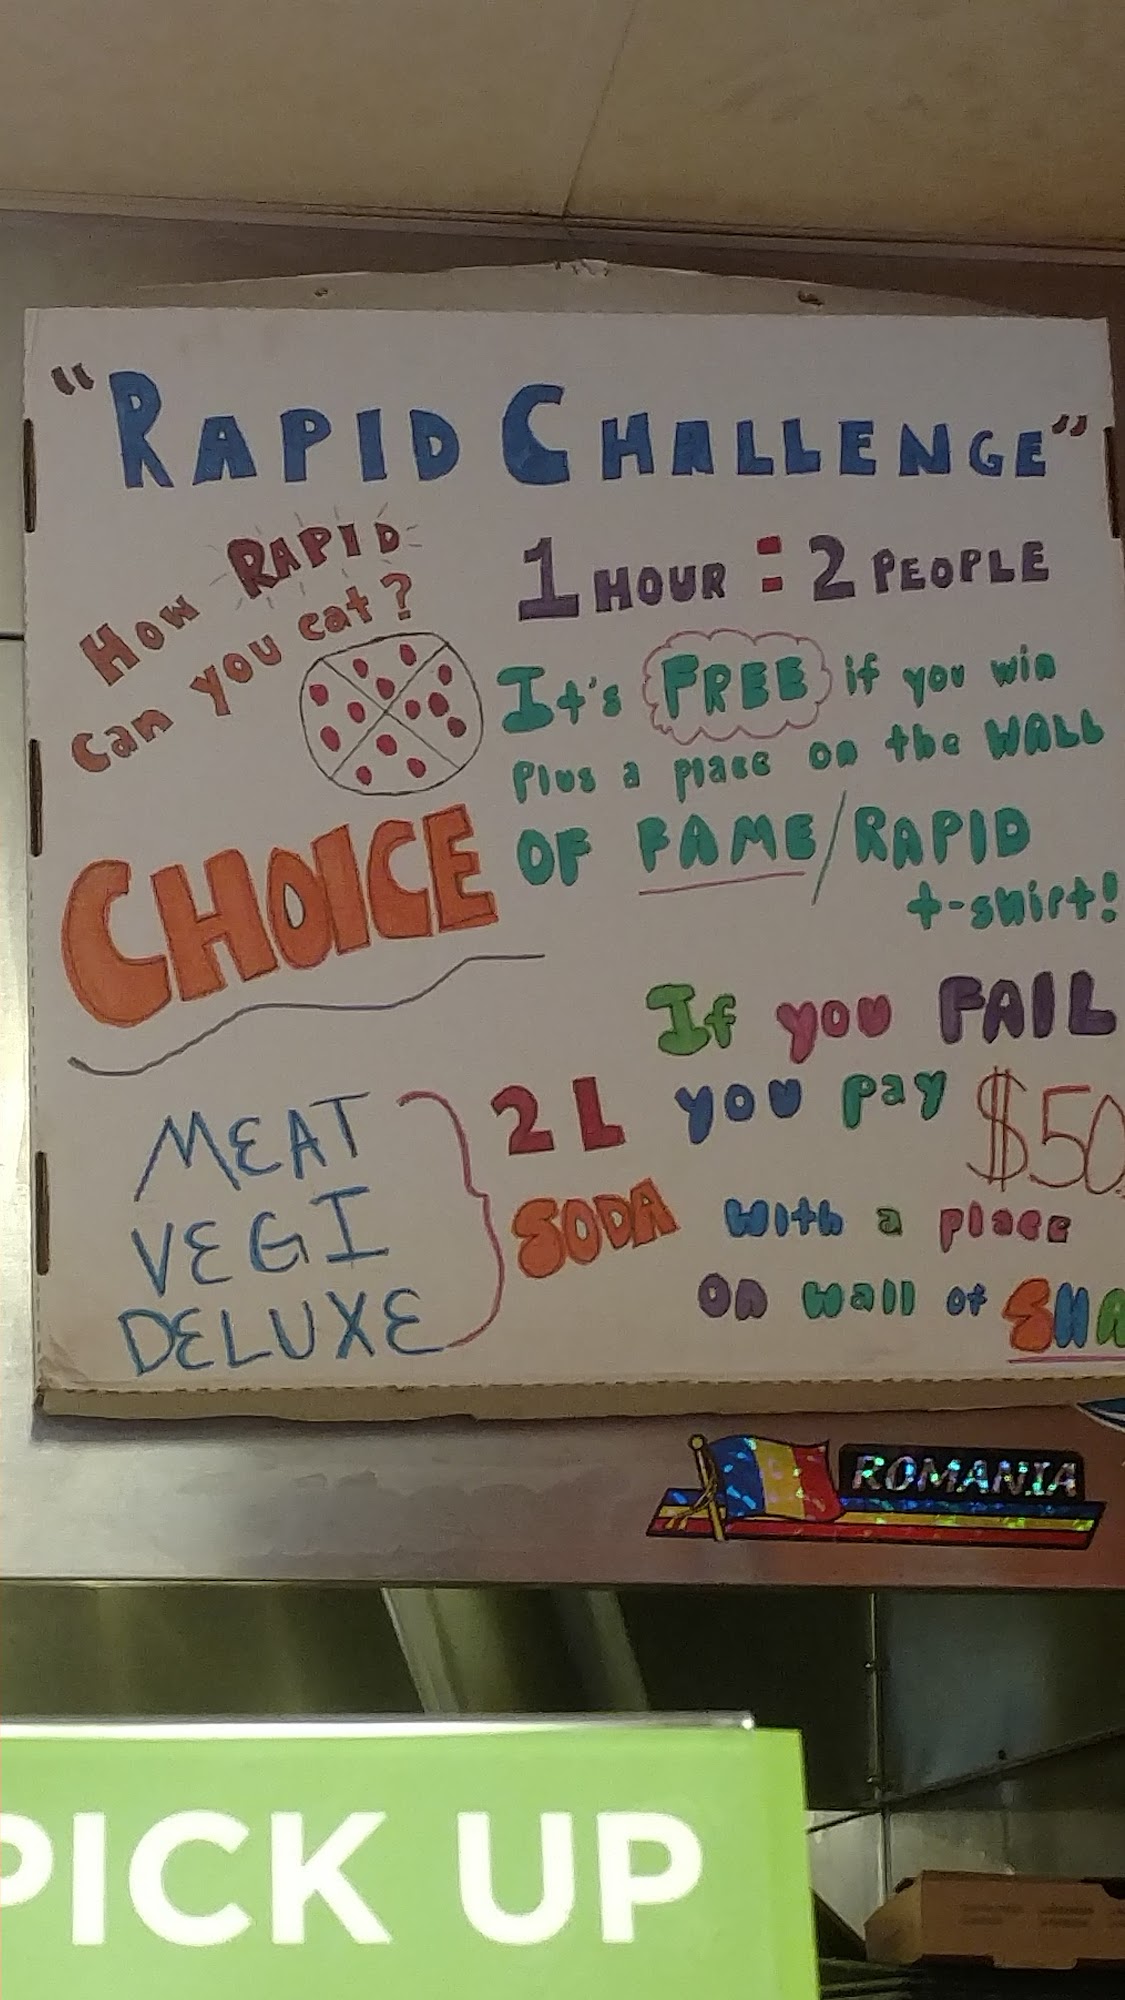 "RAPID CHALLENGE"
How RAPID
can you eat?
1 HOUR : 2 PEOPLE
It's FREE if you win
Plus a place on the WALL
OF FAME/RAPID
t-shirt!
CHOICE
MEAT
VEGI
DELUXE
2 L
SODA
If you FAIL
you pay $50
with a place
on wall of SHA
ROMANIA
PICK UP